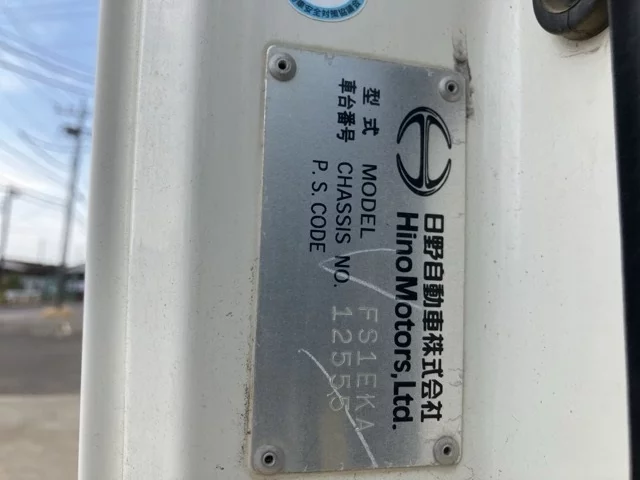 日野自動車株式会社
Hino Motors, Ltd.
型式 MODEL FS1EKA
車台番号 CHASSIS NO. 12555
P. S. CODE